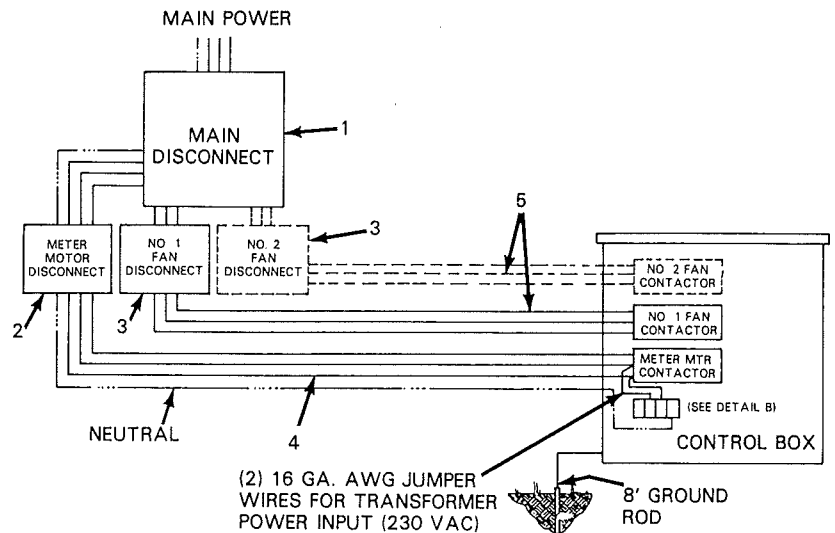 MAIN POWER
MAIN
DISCONNECT
1
METER
MOTOR
DISCONNECT
NO 1
FAN
DISCONNECT
NO. 2
FAN
DISCONNECT
3
5
2
3
NO 2 FAN
CONTACTOR
NO 1 FAN
CONTACTOR
METER MTR
CONTACTOR
(SEE DETAIL B)
CONTROL BOX
NEUTRAL
4
(2) 16 GA. AWG JUMPER
WIRES FOR TRANSFORMER
POWER INPUT (230 VAC)
8' GROUND
ROD